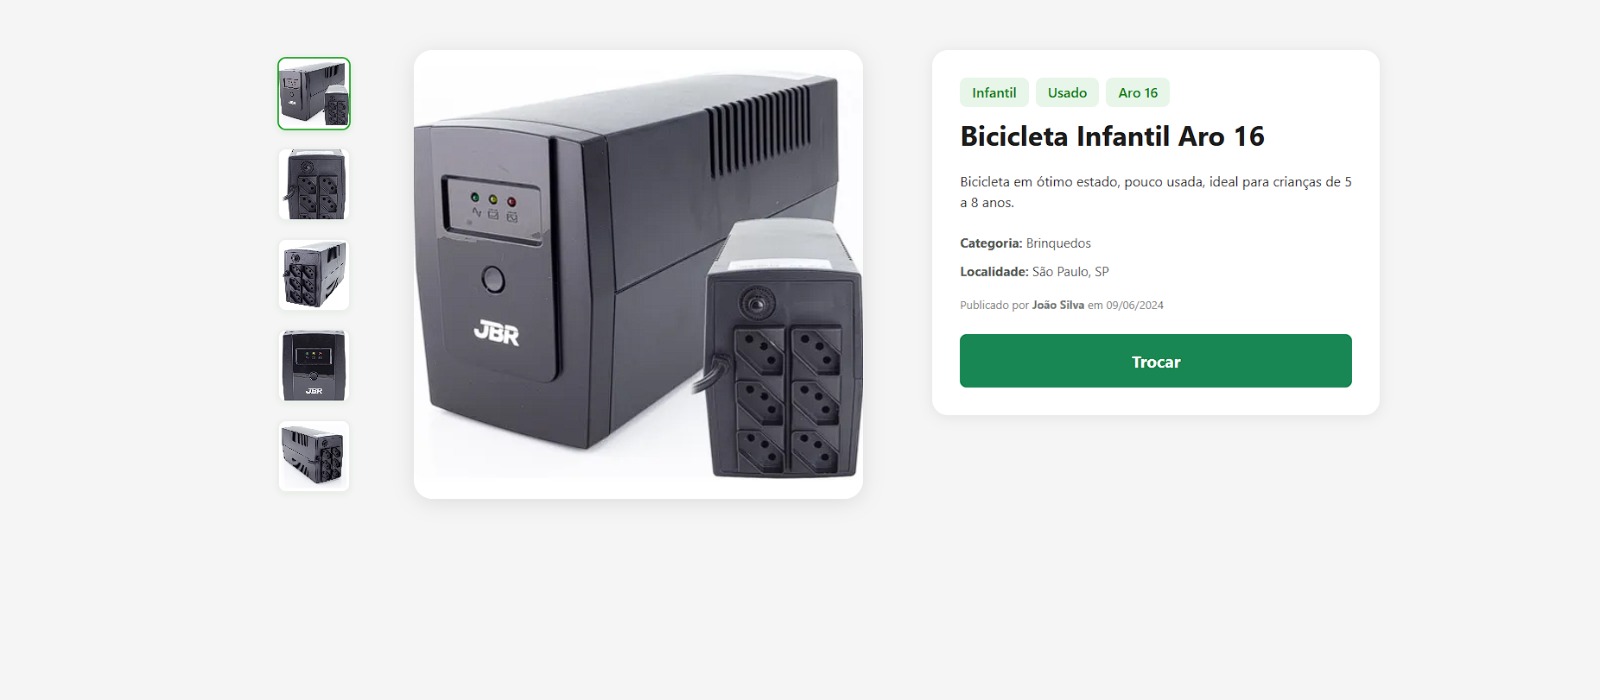 JBR
JBR
JBR
Infantil
Usado
Aro 16
Bicicleta Infantil Aro 16
Bicicleta em ótimo estado, pouco usada, ideal para crianças de 5
a 8 anos.
Categoria: Brinquedos
Localidade: São Paulo, SP
Publicado por João Silva em 09/06/2024
Trocar